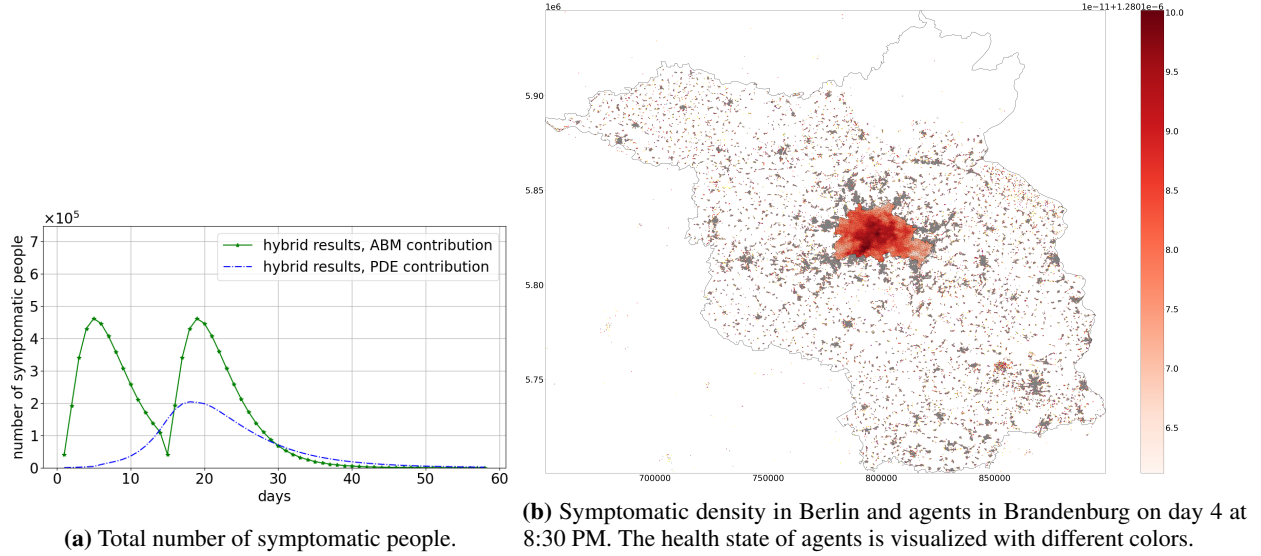 ×10⁵
7
6
5
4
3
2
1
0
number of symptomatic people
hybrid results, ABM contribution
hybrid results, PDE contribution
0 10 20 30 40 50 60
days
(a) Total number of symptomatic people.
1e6
1e-11+1.2801e-6
5.90
5.85
5.80
5.75
700000 750000 800000 850000
10.0
9.5
9.0
8.5
8.0
7.5
7.0
6.5
(b) Symptomatic density in Berlin and agents in Brandenburg on day 4 at
8:30 PM. The health state of agents is visualized with different colors.